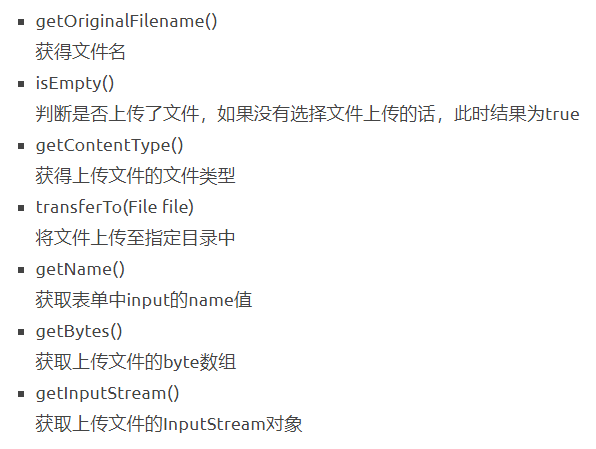 getOriginalFilename()
获得文件名
isEmpty()
判断是否上传了文件，如果没有选择文件上传的话，此时结果为true
getContentType()
获得上传文件的文件类型
transferTo(File file)
将文件上传至指定目录中
getName()
获取表单中input的name值
getBytes()
获取上传文件的byte数组
getInputStream()
获取上传文件的InputStream对象